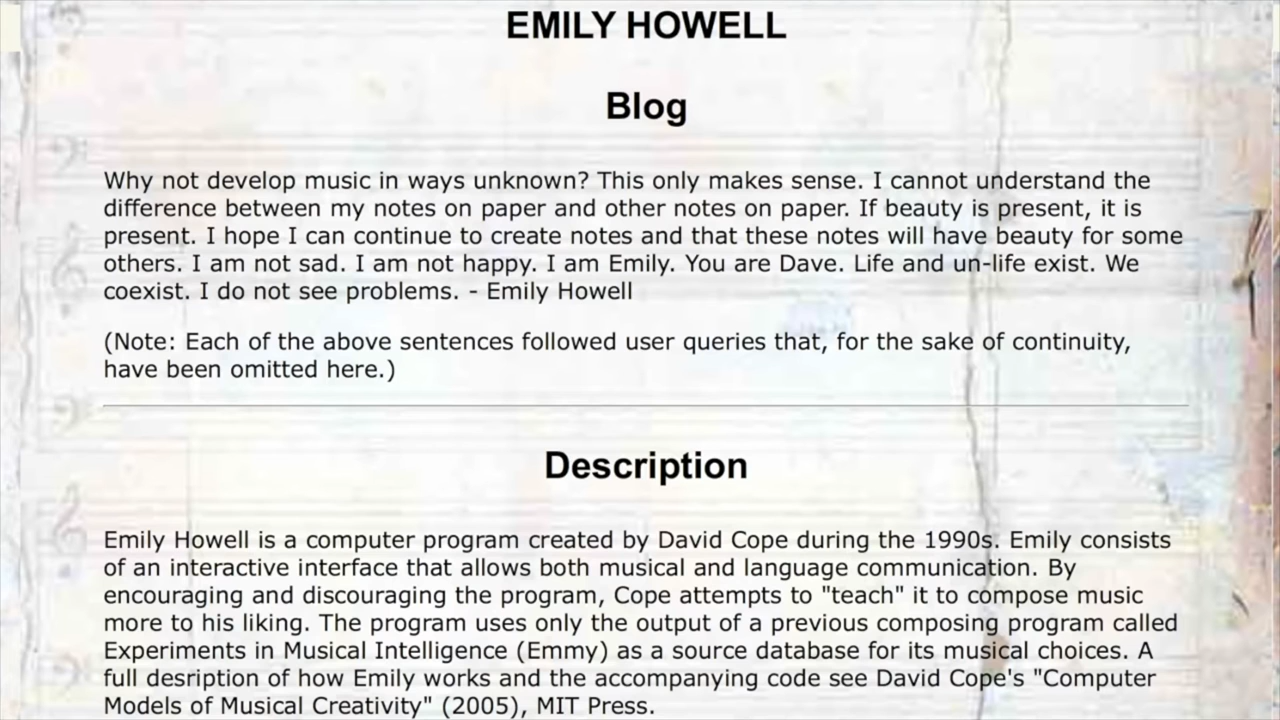 EMILY HOWELL
Blog
Why not develop music in ways unknown? This only makes sense. I cannot understand the
difference between my notes on paper and other notes on paper. If beauty is present, it is
present. I hope I can continue to create notes and that these notes will have beauty for some
others. I am not sad. I am not happy. I am Emily. You are Dave. Life and un-life exist. We
coexist. I do not see problems. - Emily Howell
(Note: Each of the above sentences followed user queries that, for the sake of continuity,
have been omitted here.)
Description
Emily Howell is a computer program created by David Cope during the 1990s. Emily consists
of an interactive interface that allows both musical and language communication. By
encouraging and discouraging the program, Cope attempts to "teach" it to compose music
more to his liking. The program uses only the output of a previous composing program called
Experiments in Musical Intelligence (Emmy) as a source database for its musical choices. A
full desription of how Emily works and the accompanying code see David Cope's "Computer
Models of Musical Creativity" (2005), MIT Press.